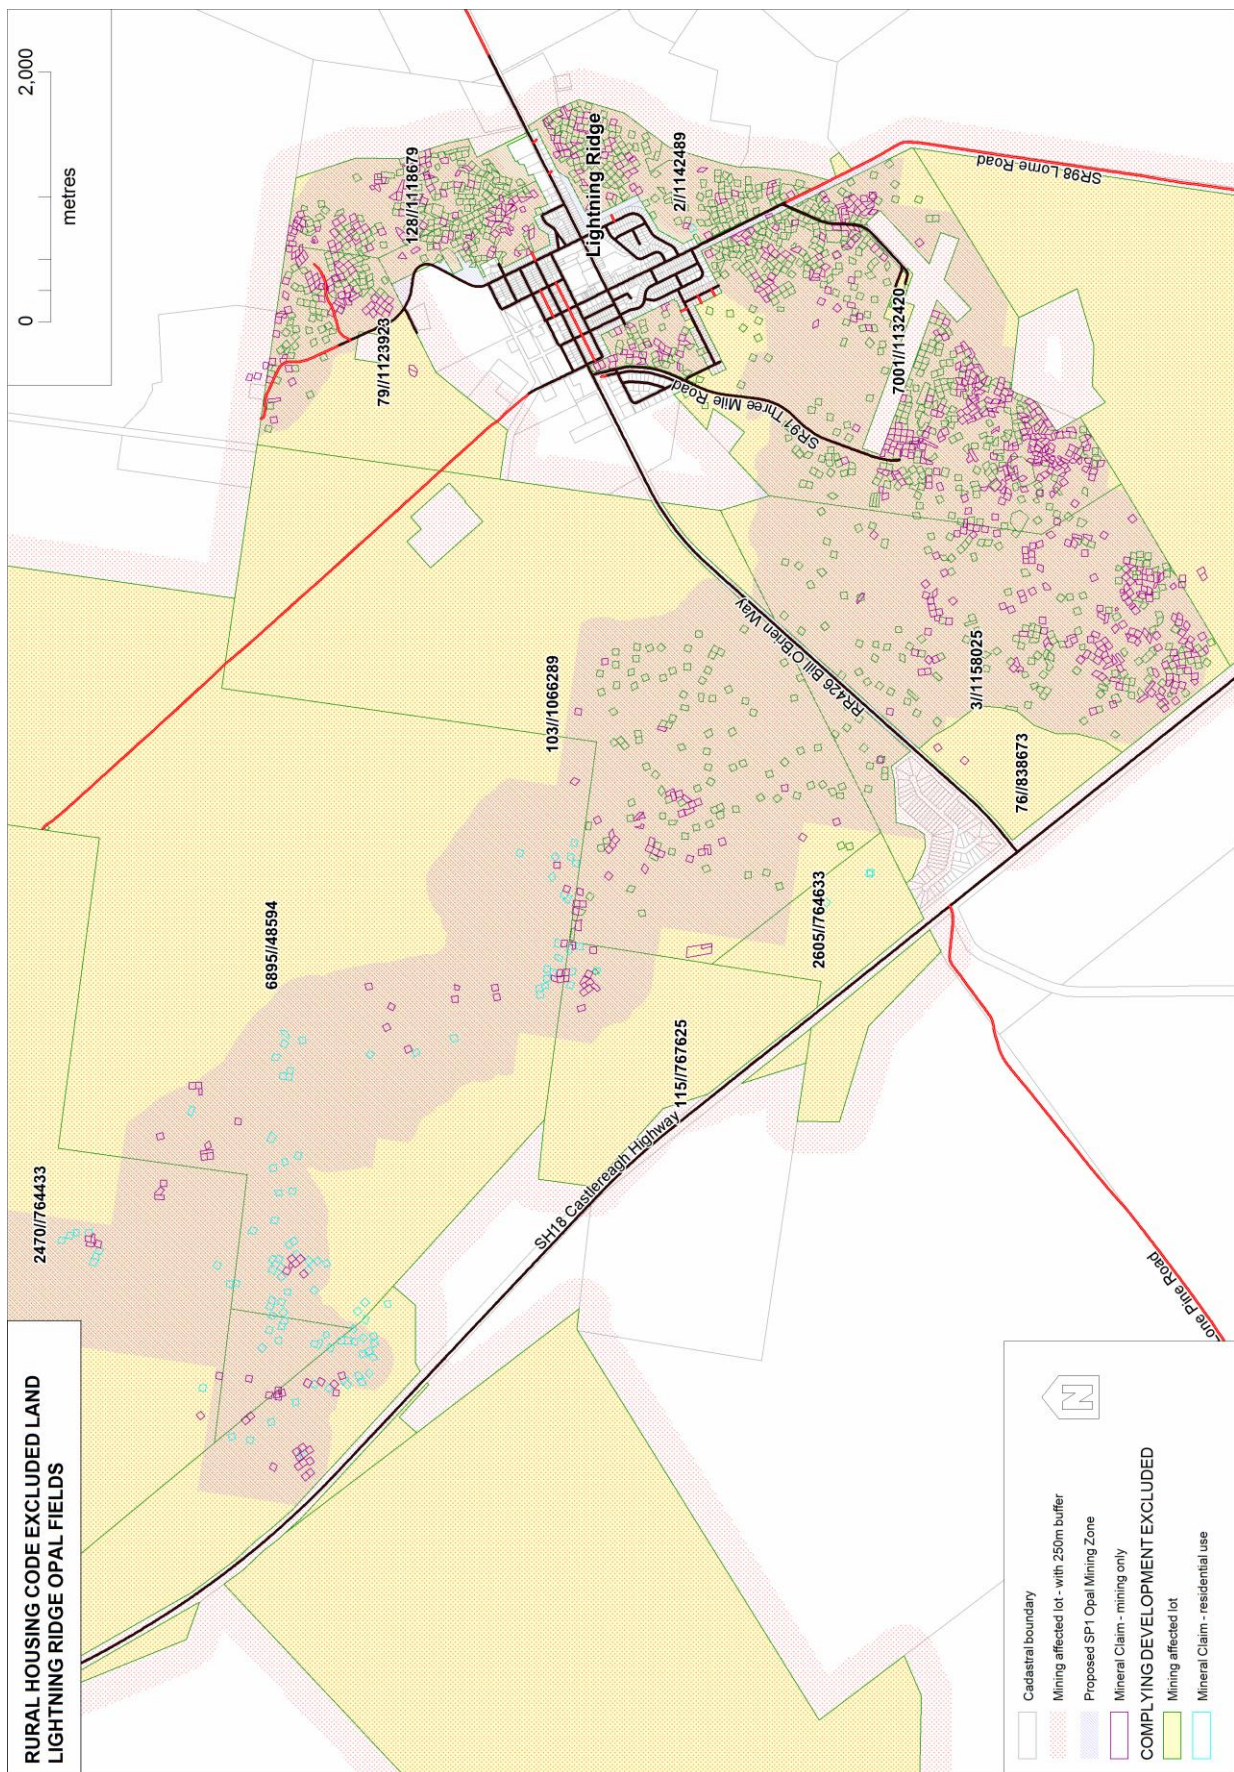 RURAL HOUSING CODE EXCLUDED LAND
LIGHTNING RIDGE OPAL FIELDS
0
2,000
metres
2470//764433
6895//48594
103//1066289
79//1123923
128//1118679
Lightning Ridge
2//1142489
SH18 Castlereagh Highway
115//767625
2605//764633
RR426 Bill O'Brien Way
SR91 Three Mile Road
7001//1132420
SR98 Lorne Road
3//1158025
76//838673
one Pine Road
N
Cadastral boundary
Mining affected lot - with 250m buffer
Proposed SP1 Opal Mining Zone
Mineral Claim - mining only
COMPLYING DEVELOPMENT EXCLUDED
Mining affected lot
Mineral Claim - residential use